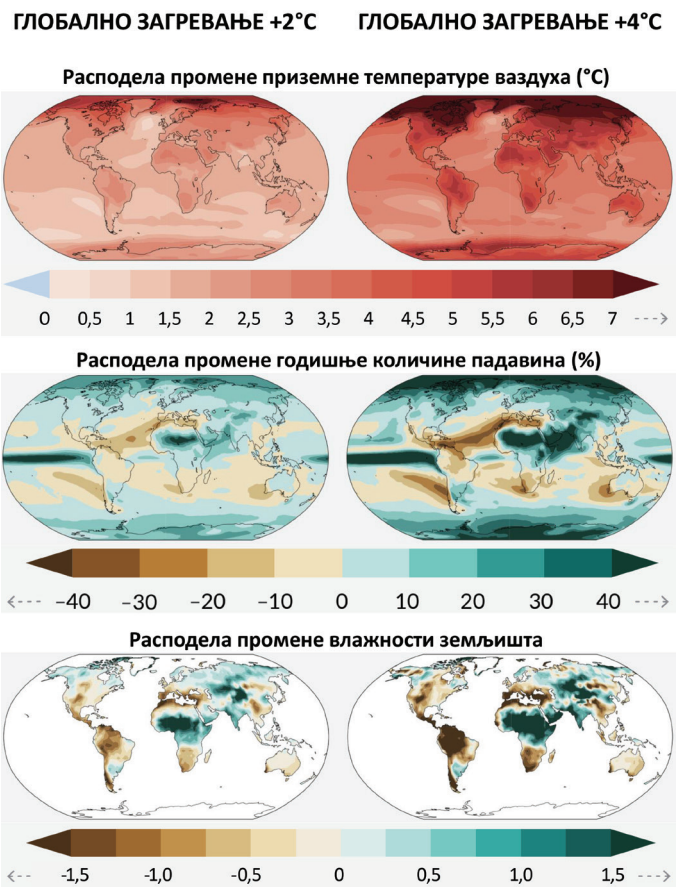 ГЛОБАЛНО ЗАГРЕВАЊЕ +2°C ГЛОБАЛНО ЗАГРЕВАЊЕ +4°C
Расподела промене приземне температуре ваздуха (°C)
0 0,5 1 1,5 2 2,5 3 3,5 4 4,5 5 5,5 6 6,5 7
Расподела промене годишње количине падавина (%)
-40 -30 -20 -10 0 10 20 30 40
Расподела промене влажности земљишта
-1,5 -1,0 -0,5 0 0,5 1,0 1,5